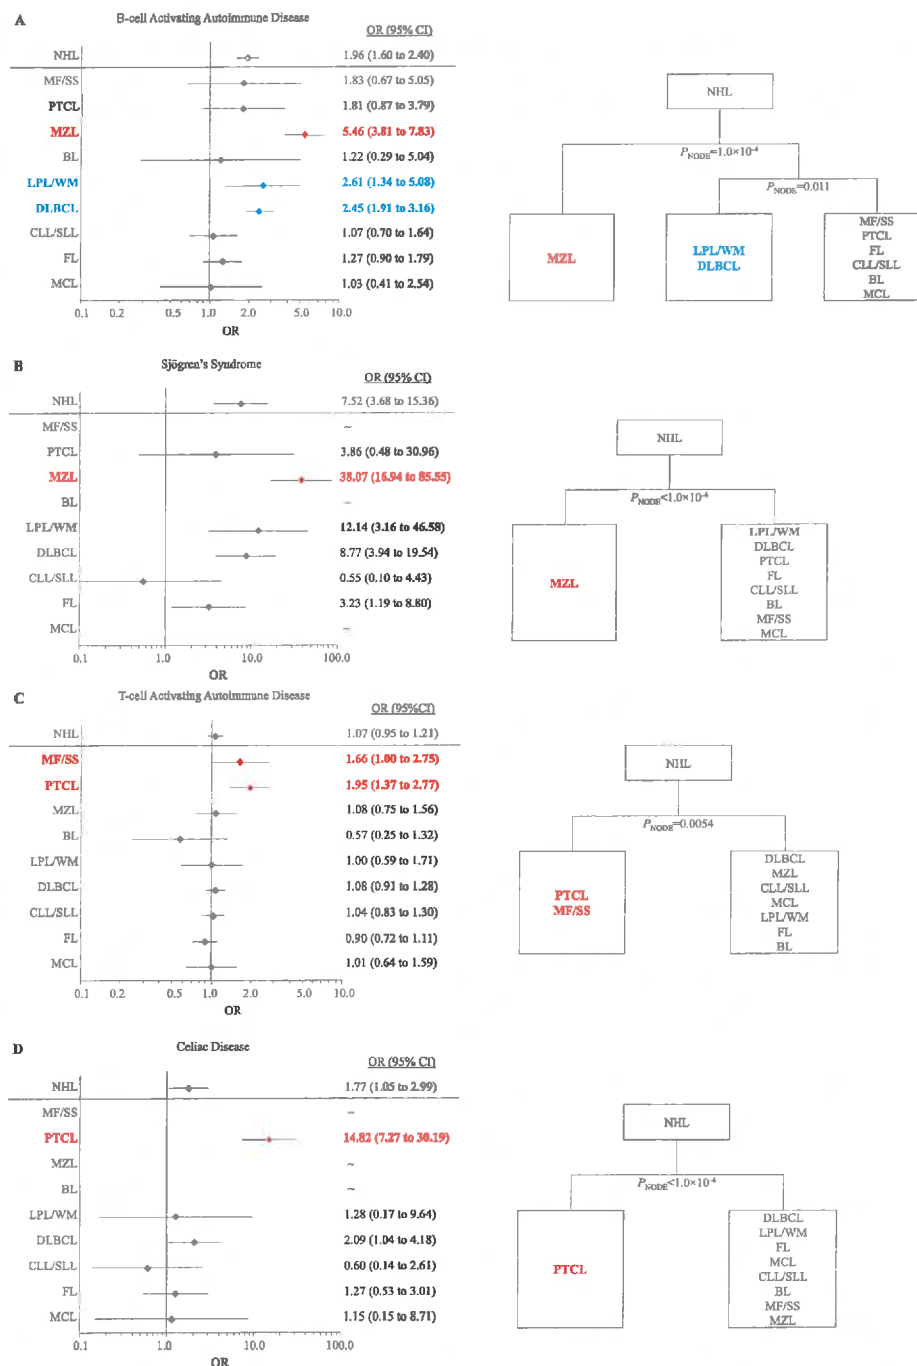 A
B-cell Activating Autoimmune Disease
OR (95% CI)
NHL 1.96 (1.60 to 2.40)
MF/SS 1.83 (0.67 to 5.05)
PTCL 1.81 (0.87 to 3.79)
MZL 5.46 (3.81 to 7.83)
BL 1.22 (0.29 to 5.04)
LPL/WM 2.61 (1.34 to 5.08)
DLBCL 2.45 (1.91 to 3.16)
CLL/SLL 1.07 (0.70 to 1.64)
FL 1.27 (0.90 to 1.79)
MCL 1.03 (0.41 to 2.54)
0.1 0.2 0.5 1.0 2.0 5.0 10.0
OR
NHL
PNODE=1.0×10-4
PNODE=0.011
MZL
LPL/WM
DLBCL
MF/SS
PTCL
FL
CLL/SLL
BL
MCL
B
Sjögren's Syndrome
OR (95% CI)
NHL 7.52 (3.68 to 15.36)
MF/SS ~
PTCL 3.86 (0.48 to 30.96)
MZL 38.07 (16.94 to 85.55)
BL –
LPL/WM 12.14 (3.16 to 46.58)
DLBCL 8.77 (3.94 to 19.54)
CLL/SLL 0.55 (0.10 to 4.43)
FL 3.23 (1.19 to 8.80)
MCL –
0.1 1.0 10.0 100.0
OR
NHL
PNODE<1.0×10-4
MZL
LPL/WM
DLBCL
PTCL
FL
CLL/SLL
BL
MF/SS
MCL
C
T-cell Activating Autoimmune Disease
OR (95%CI)
NHL 1.07 (0.95 to 1.21)
MF/SS 1.66 (1.00 to 2.75)
PTCL 1.95 (1.37 to 2.77)
MZL 1.08 (0.75 to 1.56)
BL 0.57 (0.25 to 1.32)
LPL/WM 1.00 (0.59 to 1.71)
DLBCL 1.08 (0.91 to 1.28)
CLL/SLL 1.04 (0.83 to 1.30)
FL 0.90 (0.72 to 1.11)
MCL 1.01 (0.64 to 1.59)
0.1 0.2 0.5 1.0 2.0 5.0 10.0
OR
NHL
PNODE=0.0054
PTCL
MF/SS
DLBCL
MZL
CLL/SLL
MCL
LPL/WM
FL
BL
D
Celiac Disease
OR (95% CI)
NHL 1.77 (1.05 to 2.99)
MF/SS –
PTCL 14.82 (7.27 to 30.19)
MZL ~
BL ~
LPL/WM 1.28 (0.17 to 9.64)
DLBCL 2.09 (1.04 to 4.18)
CLL/SLL 0.60 (0.14 to 2.61)
FL 1.27 (0.53 to 3.01)
MCL 1.15 (0.15 to 8.71)
0.1 1.0 10.0 100.0
OR
NHL
PNODE<1.0×10-4
PTCL
DLBCL
LPL/WM
FL
MCL
CLL/SLL
BL
MF/SS
MZL